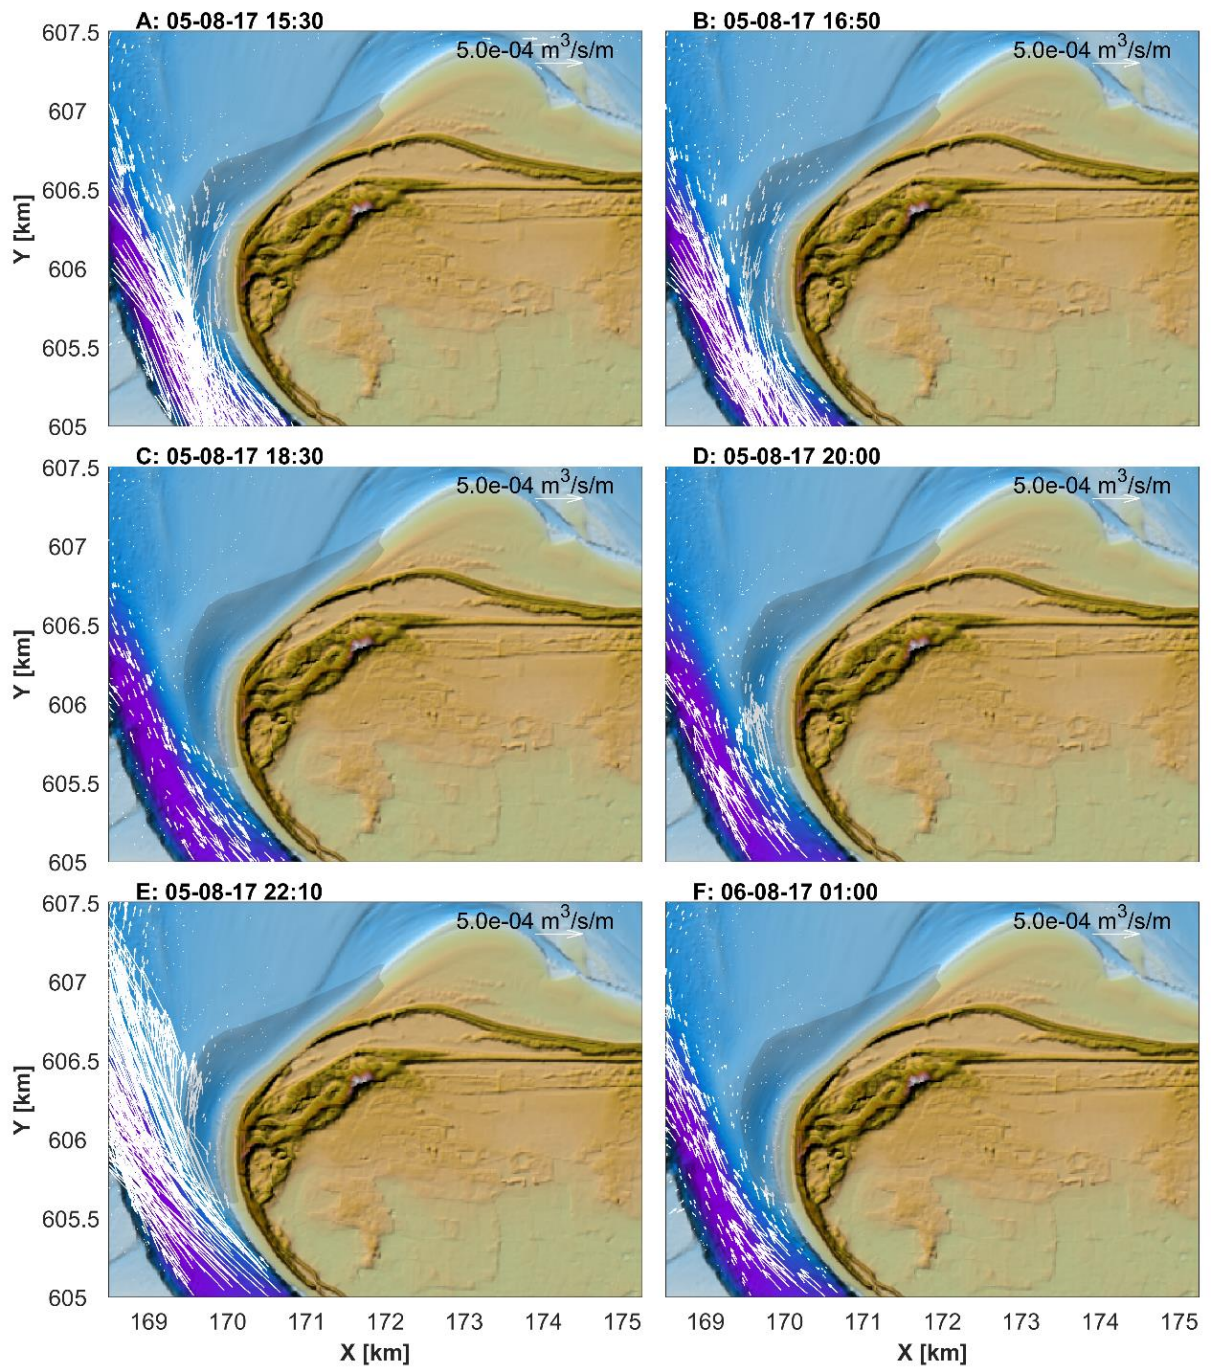 A: 05-08-17 15:30
B: 05-08-17 16:50
5.0e-04 m³/s/m
5.0e-04 m³/s/m
607.5
607
606.5
606
605.5
605
Y [km]
C: 05-08-17 18:30
D: 05-08-17 20:00
5.0e-04 m³/s/m
5.0e-04 m³/s/m
607.5
607
606.5
606
605.5
605
Y [km]
E: 05-08-17 22:10
F: 06-08-17 01:00
5.0e-04 m³/s/m
5.0e-04 m³/s/m
607.5
607
606.5
606
605.5
605
Y [km]
169 170 171 172 173 174 175
169 170 171 172 173 174 175
X [km]
X [km]